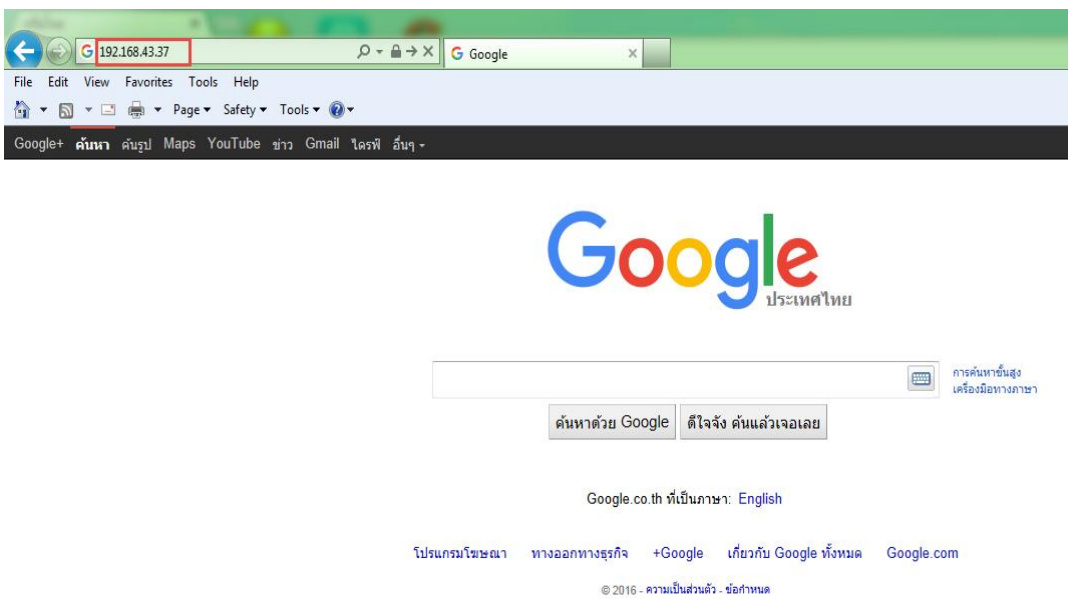 192.168.43.37 Google
File Edit View Favorites Tools Help
Page Safety Tools
Google+ ค้นหา ค้นรูป Maps YouTube ข่าว Gmail ไดรฟ์ อื่นๆ
Google
ประเทศไทย
การค้นหาขั้นสูง
เครื่องมือทางภาษา
ค้นหาด้วย Google ดีใจจัง ค้นแล้วเจอเลย
Google.co.th ที่เป็นภาษา: English
โปรแกรมโฆษณา ทางออกทางธุรกิจ +Google เกี่ยวกับ Google ทั้งหมด Google.com
© 2016 - ความเป็นส่วนตัว - ข้อกำหนด